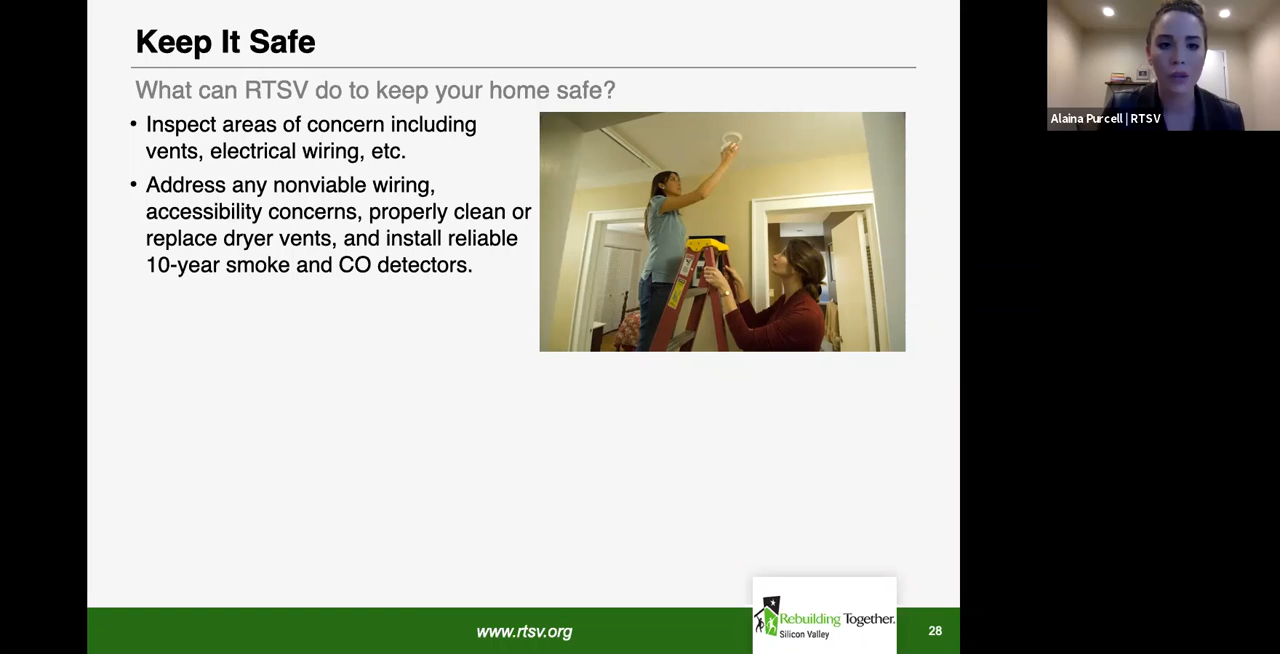 Keep It Safe
What can RTSV do to keep your home safe?
• Inspect areas of concern including
vents, electrical wiring, etc.
• Address any nonviable wiring,
accessibility concerns, properly clean or
replace dryer vents, and install reliable
10-year smoke and CO detectors.
Alaina Purcell | RTSV
www.rtsv.org
Rebuilding Together.
Silicon Valley
28